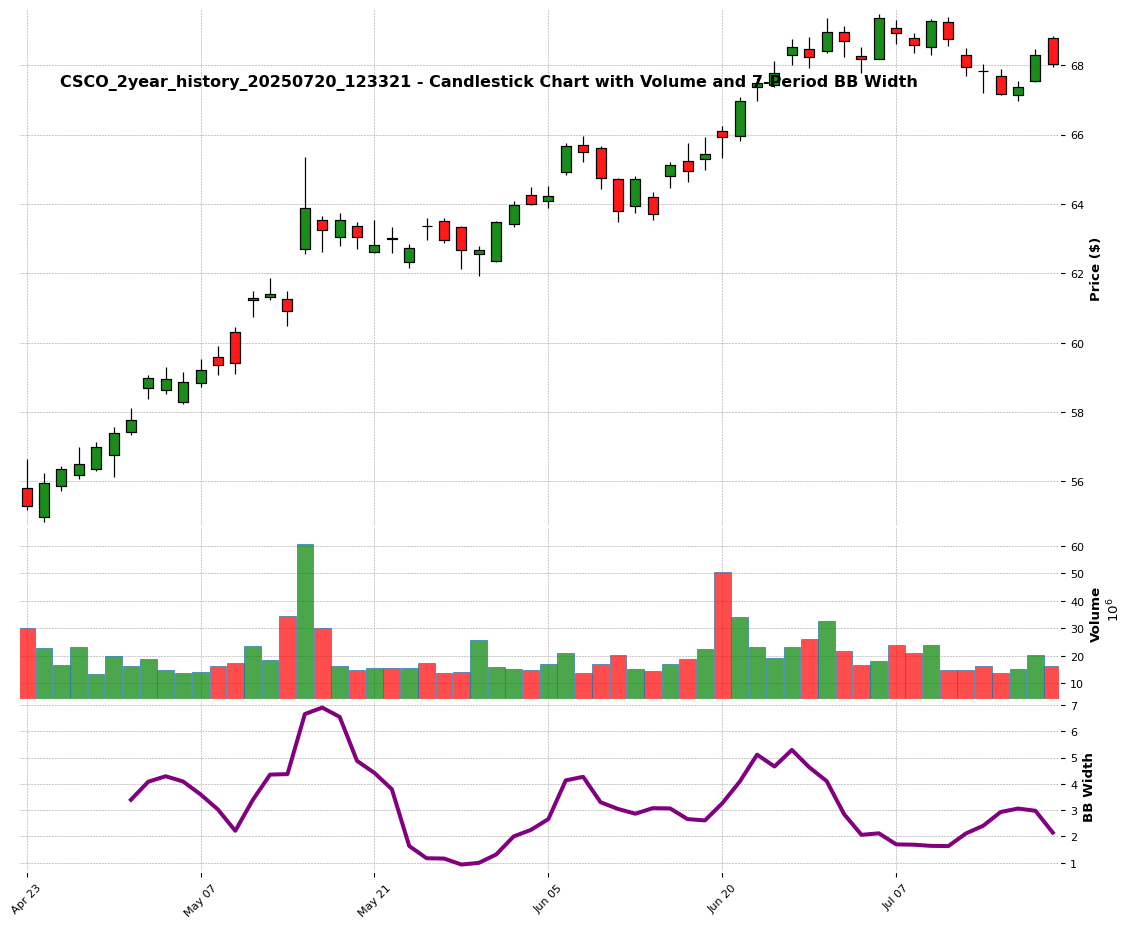 CSCO_2year_history_20250720_123321 - Candlestick Chart with Volume and 7-Period BB Width
68
66
64
62
60
58
56
Price ($)
60
50
40
30
20
10
Volume
10^6
7
6
5
4
3
2
1
BB Width
Apr 23
May 07
May 21
Jun 05
Jun 20
Jul 07